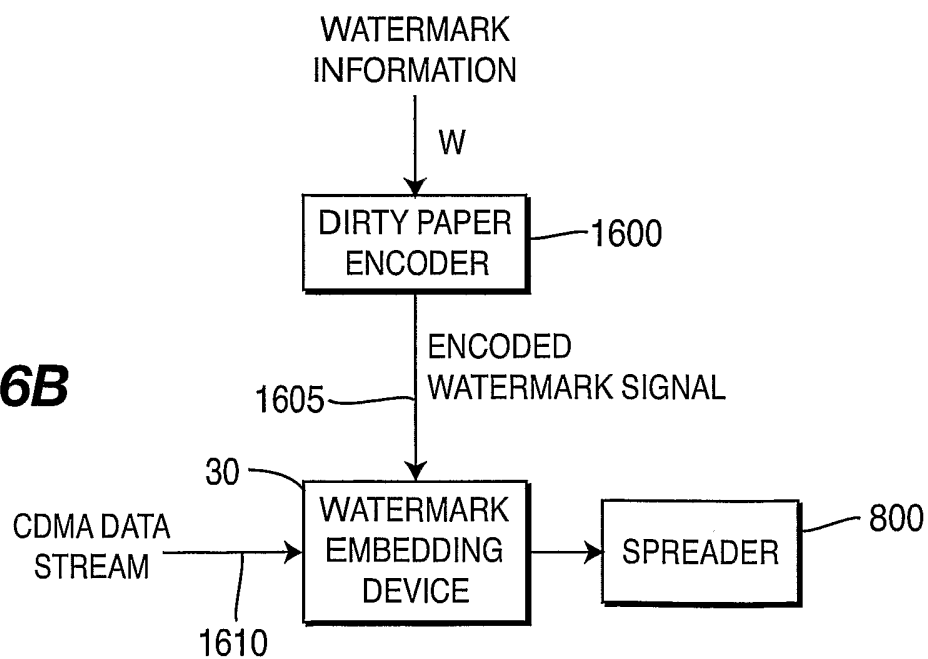 WATERMARK
INFORMATION
W
DIRTY PAPER
ENCODER
1600
ENCODED
WATERMARK SIGNAL
1605
6B
30
CDMA DATA
STREAM
1610
WATERMARK
EMBEDDING
DEVICE
SPREADER
800